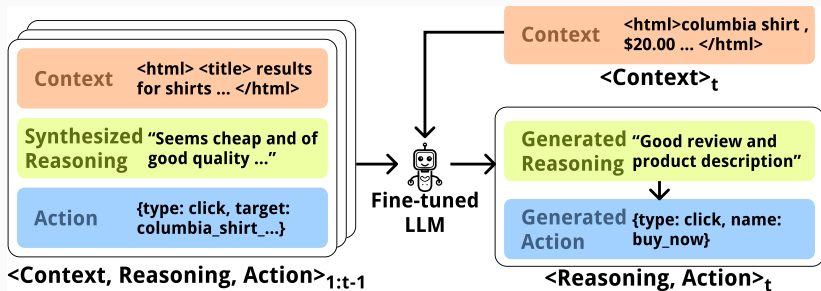 Context
<html> <title> results
for shirts ... </html>
Synthesized
Reasoning
“Seems cheap and of
good quality ...”
Action
{type: click, target:
columbia_shirt_...}
<Context, Reasoning, Action>1:t-1
Fine-tuned
LLM
Context
<html>columbia shirt ,
$20.00 ... </html>
<Context>t
Generated
Reasoning
“Good review and
product description”
Generated
Action
{type: click, name:
buy_now}
<Reasoning, Action>t